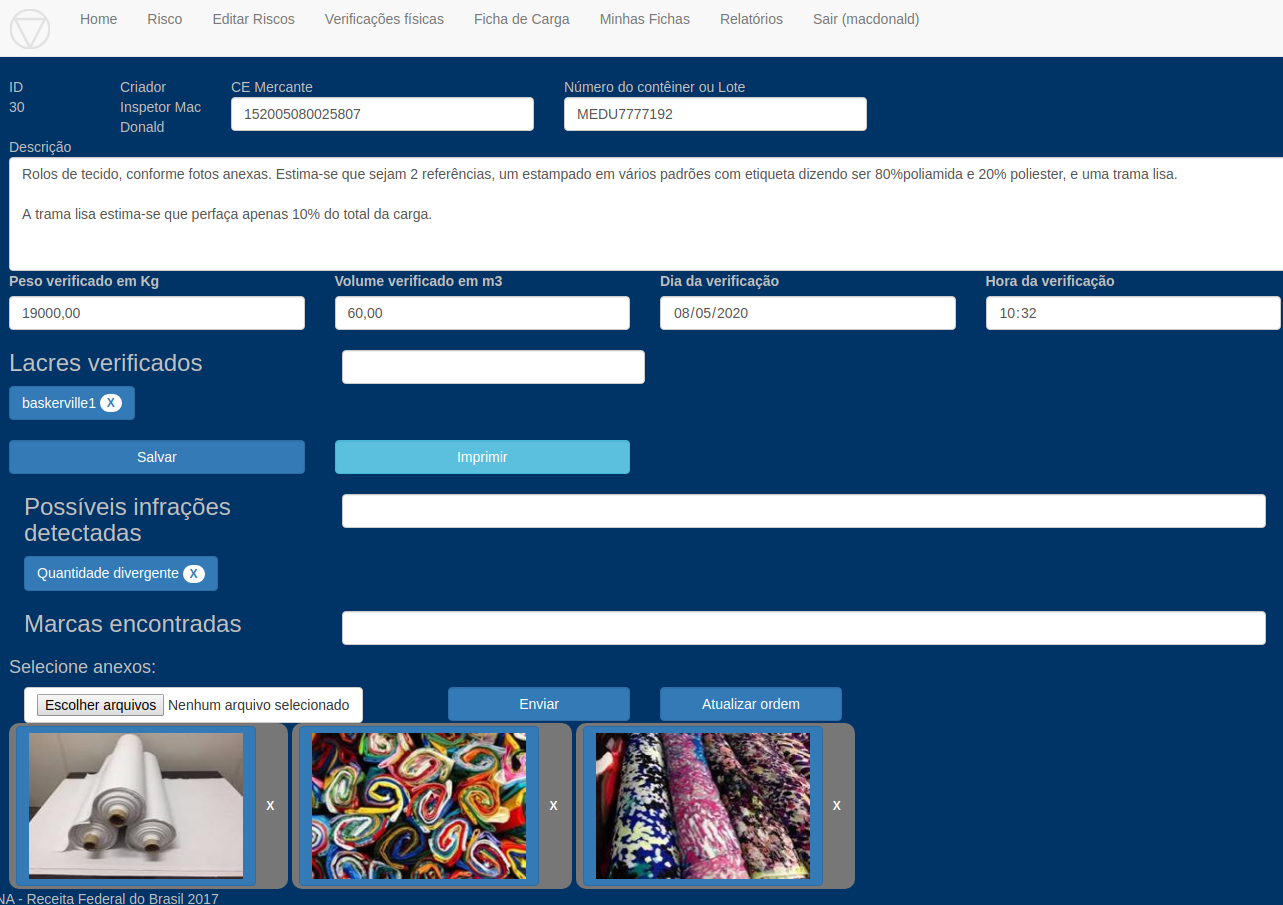 Home Risco Editar Riscos Verificações físicas Ficha de Carga Minhas Fichas Relatórios Sair (macdonald)
ID Criador CE Mercante Número do contêiner ou Lote
30 Inspetor Mac Donald 152005080025807 MEDU7777192
Descrição
Rolos de tecido, conforme fotos anexas. Estima-se que sejam 2 referências, um estampado em vários padrões com etiqueta dizendo ser 80%poliamida e 20% poliester, e uma trama lisa.
A trama lisa estima-se que perfaça apenas 10% do total da carga.
Peso verificado em Kg Volume verificado em m3 Dia da verificação Hora da verificação
19000,00 60,00 08/05/2020 10:32
Lacres verificados
baskerville1 X
Salvar Imprimir
Possíveis infrações
detectadas
Quantidade divergente X
Marcas encontradas
Selecione anexos:
Escolher arquivos Nenhum arquivo selecionado Enviar Atualizar ordem
X X X
NA - Receita Federal do Brasil 2017